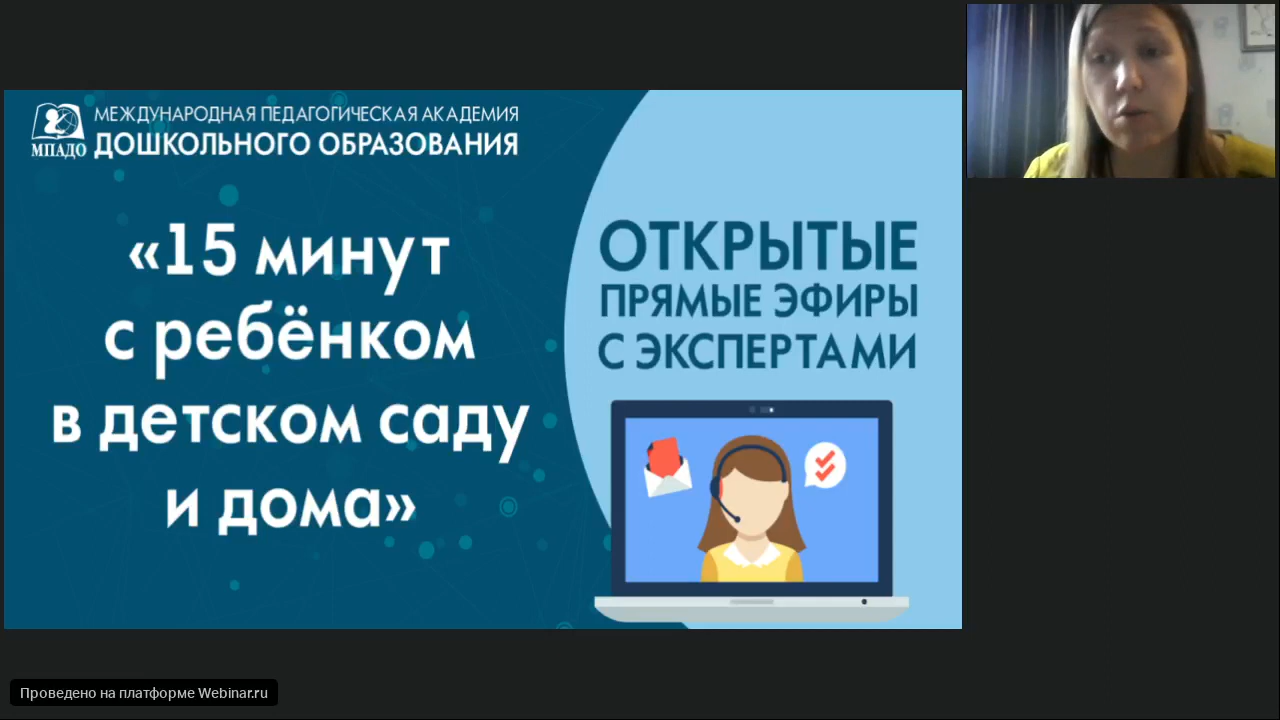 МЕЖДУНАРОДНАЯ ПЕДАГОГИЧЕСКАЯ АКАДЕМИЯ
ДОШКОЛЬНОГО ОБРАЗОВАНИЯ
МПАДО
«15 минут
с ребёнком
в детском саду
и дома»
ОТКРЫТЫЕ
ПРЯМЫЕ ЭФИРЫ
С ЭКСПЕРТАМИ
Проведено на платформе Webinar.ru